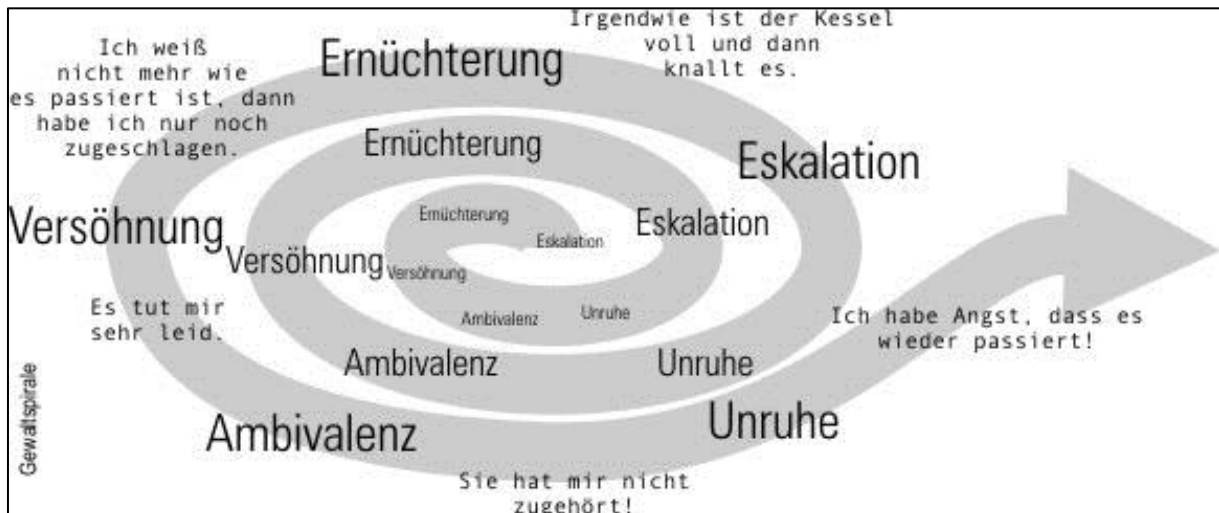 Irgendwie ist der Kessel
voll und dann
knallt es.
Ich weiß
nicht mehr wie
es passiert ist, dann
habe ich nur noch
zugeschlagen.
Ernüchterung
Ernüchterung
Ernüchterung
Eskalation
Eskalation
Eskalation
Versöhnung
Versöhnung
Versöhnung
Es tut mir
sehr leid.
Ambivalenz
Unruhe
Ich habe Angst, dass es
wieder passiert!
Ambivalenz
Unruhe
Ambivalenz
Unruhe
Sie hat mir nicht
zugehört!
Gewaltspirale